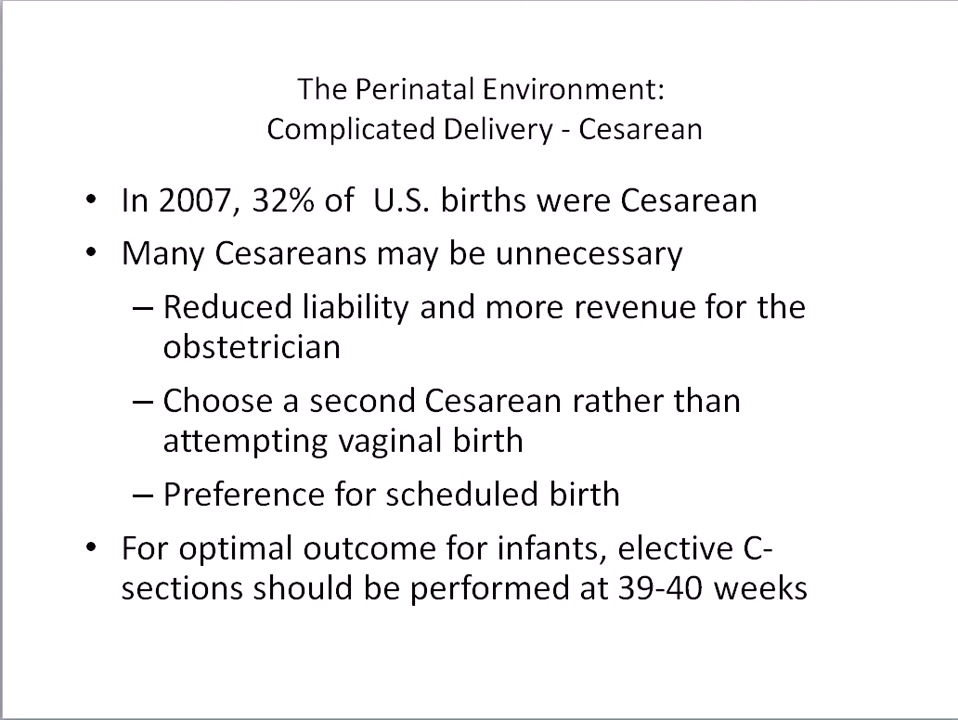 The Perinatal Environment:
Complicated Delivery - Cesarean
• In 2007, 32% of  U.S. births were Cesarean
• Many Cesareans may be unnecessary
– Reduced liability and more revenue for the
obstetrician
– Choose a second Cesarean rather than
attempting vaginal birth
– Preference for scheduled birth
• For optimal outcome for infants, elective C-
sections should be performed at 39-40 weeks